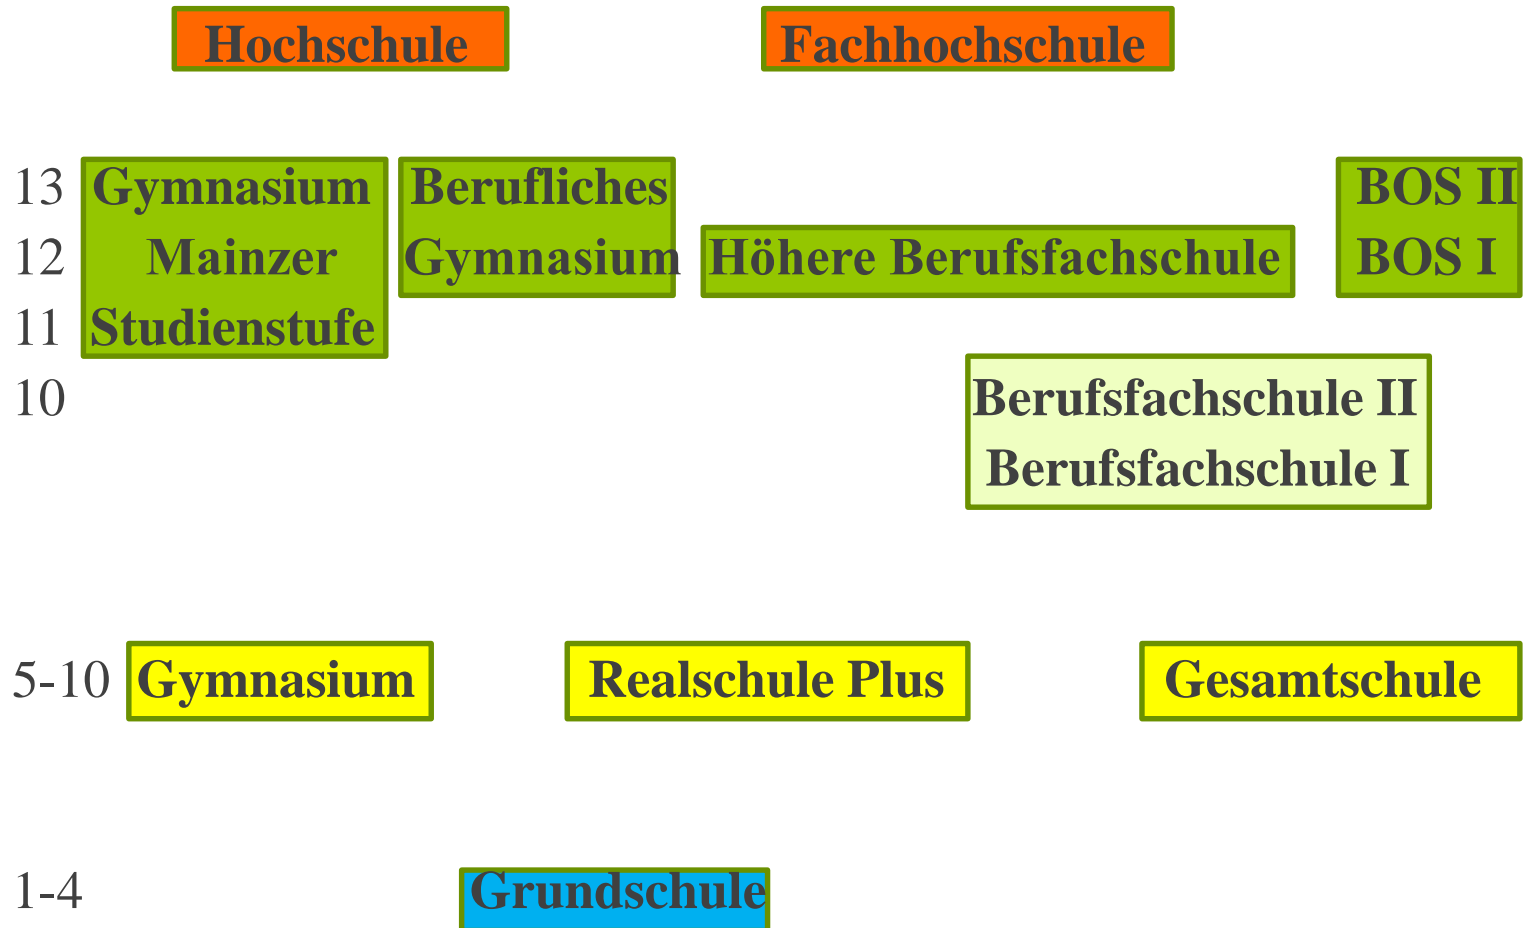 Hochschule Fachhochschule
13 Gymnasium Berufliches BOS II
12 Mainzer Gymnasium Höhere Berufsfachschule BOS I
11 Studienstufe
10 Berufsfachschule II
Berufsfachschule I
5-10 Gymnasium Realschule Plus Gesamtschule
1-4 Grundschule